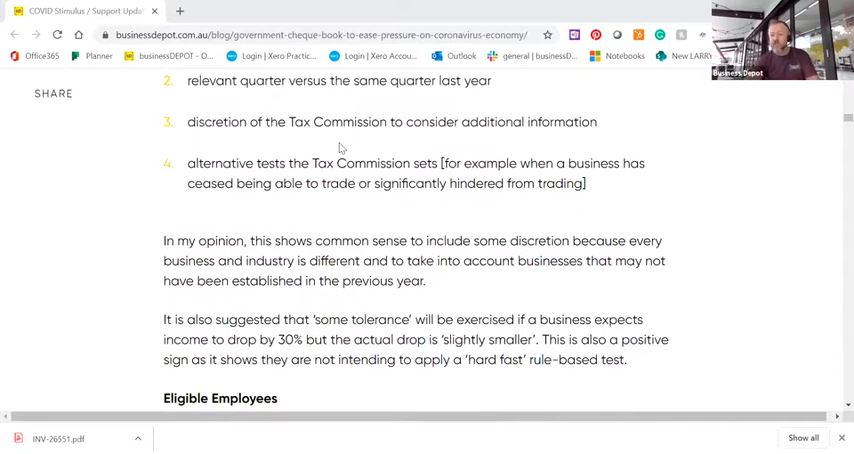 COVID Stimulus / Support Updat
businessdepot.com.au/blog/government-cheque-book-to-ease-pressure-on-coronavirus-economy/
Office365
Planner
businessDEPOT - O...
Login | Xero Practic...
Login | Xero Accou...
Outlook
general | businessD...
Notebooks
New LARRY
Business Depot
SHARE
2. relevant quarter versus the same quarter last year
3. discretion of the Tax Commission to consider additional information
4. alternative tests the Tax Commission sets [for example when a business has
ceased being able to trade or significantly hindered from trading]
In my opinion, this shows common sense to include some discretion because every
business and industry is different and to take into account businesses that may not
have been established in the previous year.
It is also suggested that ‘some tolerance’ will be exercised if a business expects
income to drop by 30% but the actual drop is ‘slightly smaller’. This is also a positive
sign as it shows they are not intending to apply a ‘hard fast’ rule-based test.
Eligible Employees
INV-26551.pdf
Show all